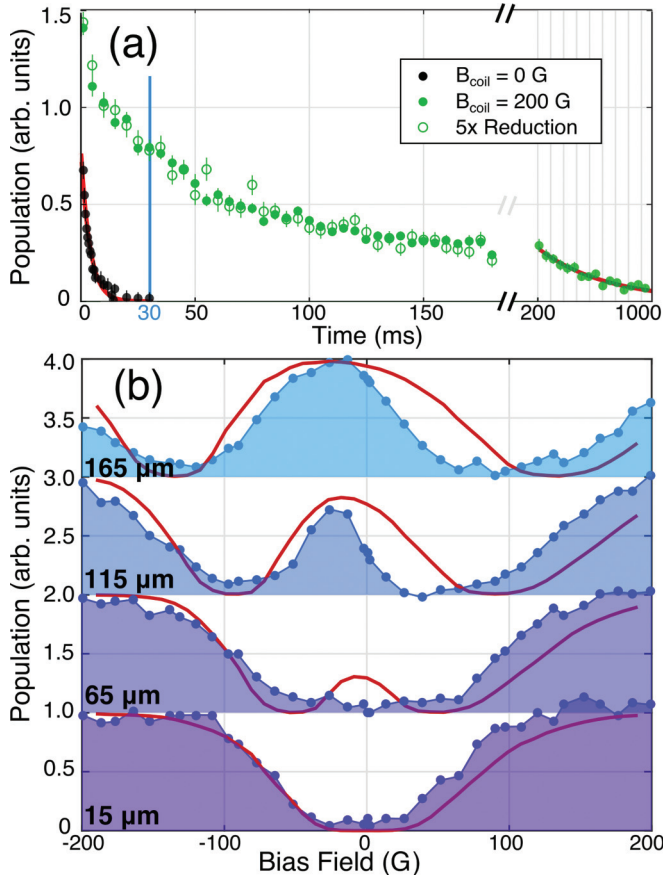 (a)
Population (arb. units)
1.5
1.0
0.5
0
B_coil = 0 G
B_coil = 200 G
5x Reduction
0 30 50 100 150 200 1000
Time (ms)
(b)
Population (arb. units)
4.0
3.5
165 µm
3.0
2.5
115 µm
2.0
1.5
65 µm
1.0
0.5
15 µm
0
-200 -100 0 100 200
Bias Field (G)